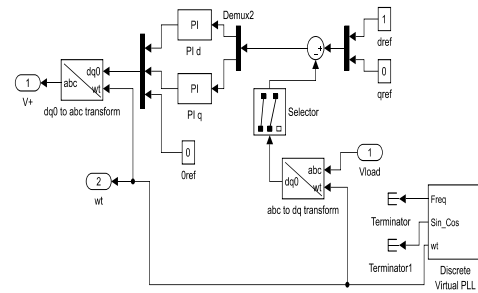 Demux2
PI
PI d
1
dref
0
qref
- +
1
V+
dq0
abc
wt
dq0 to abc transform
PI
PI q
Selector
0
0ref
abc
dq0
wt
abc to dq transform
1
Vload
2
wt
Terminator
Terminator1
Freq
Sin_Cos
wt
Discrete
Virtual PLL